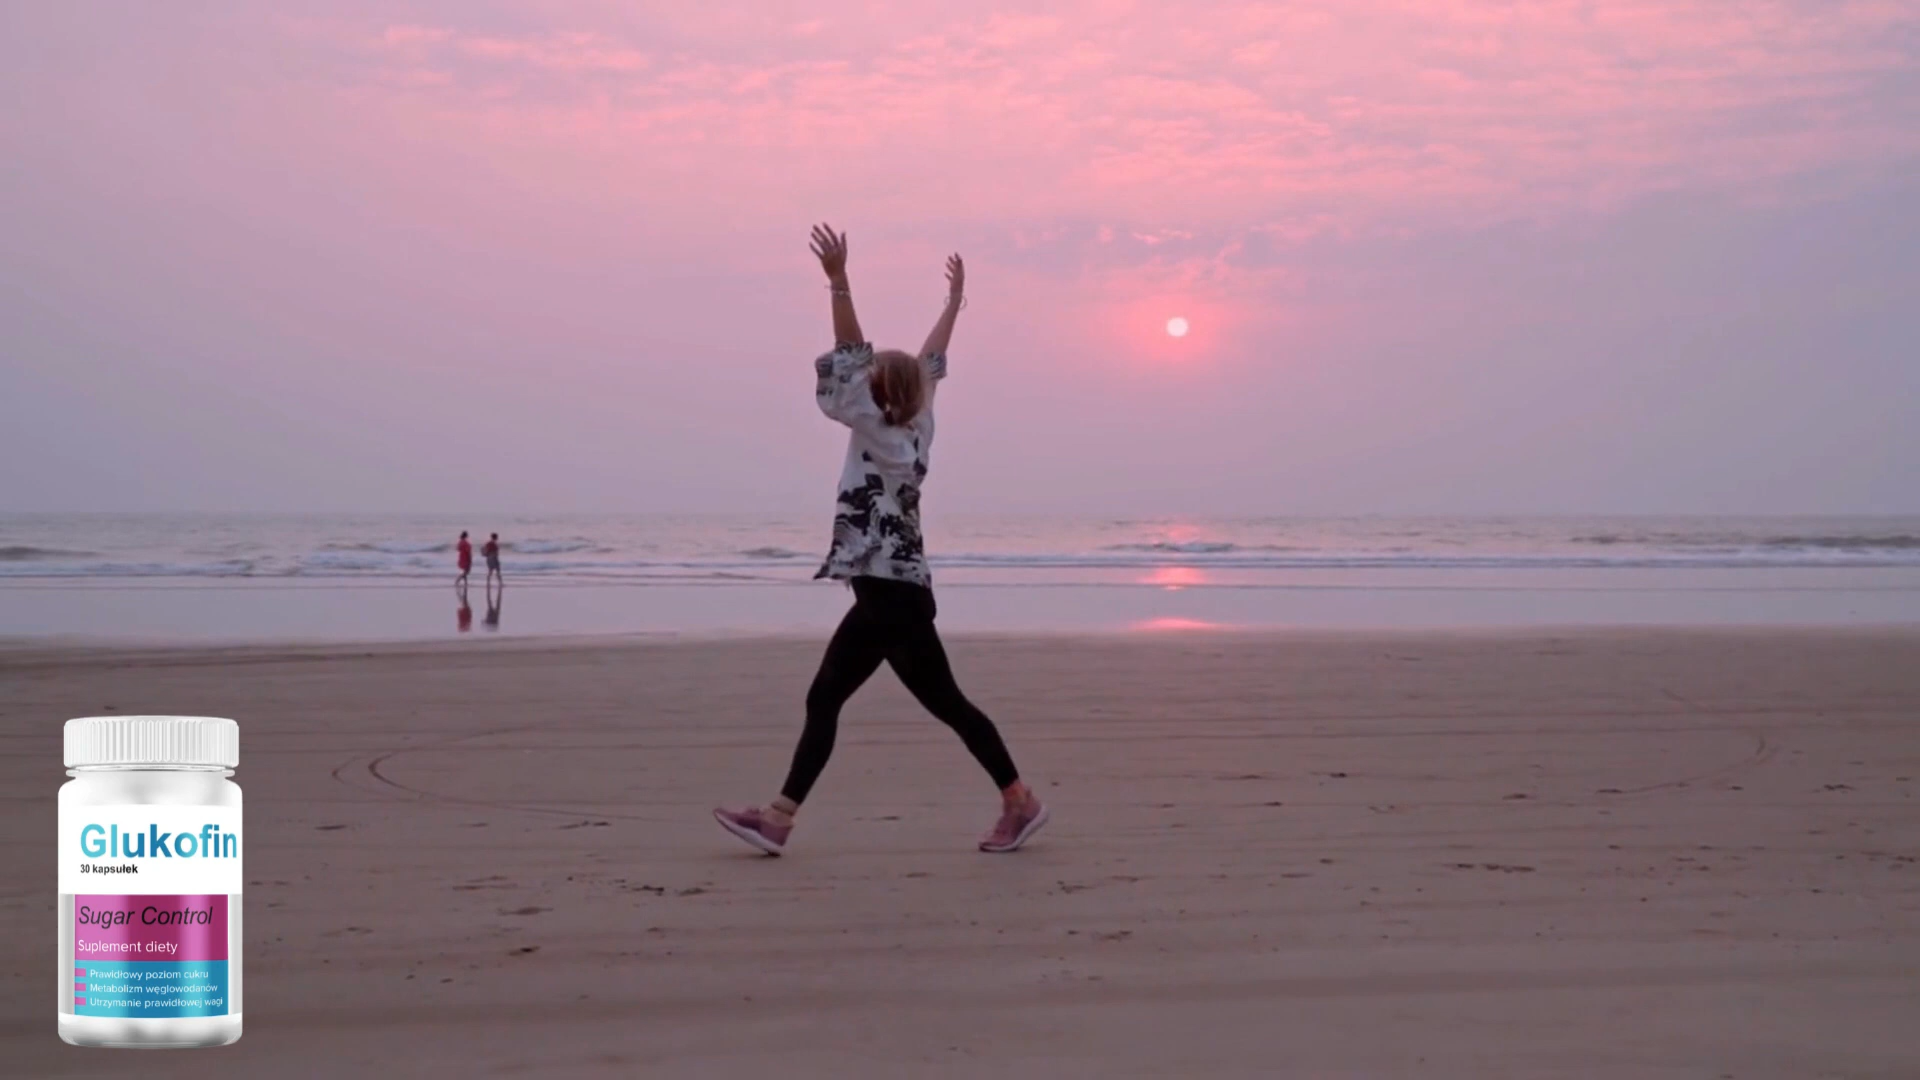 Glukofin
30 kapsułek
Sugar Control
Suplement diety
Prawidłowy poziom cukru
Metabolizm węglowodanów
Utrzymanie prawidłowej wagi